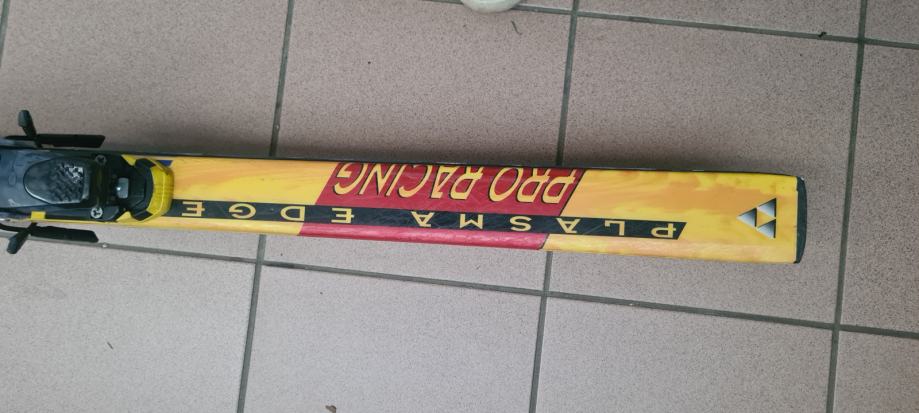 PRO RACING
PLASMA EDGE